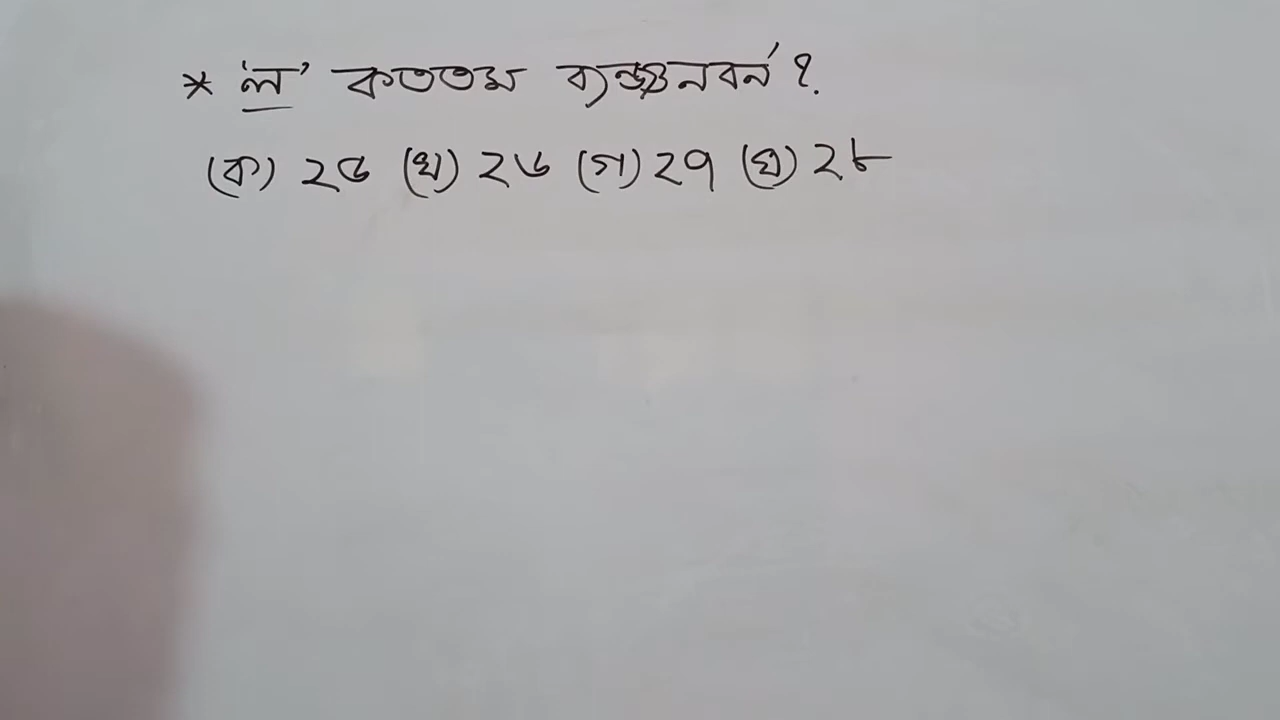 * 'ল' কততম ব্যঞ্জনবর্ন ?
(ক) ২৫ (খ) ২৬ (গ) ২৭ (ঘ) ২৮